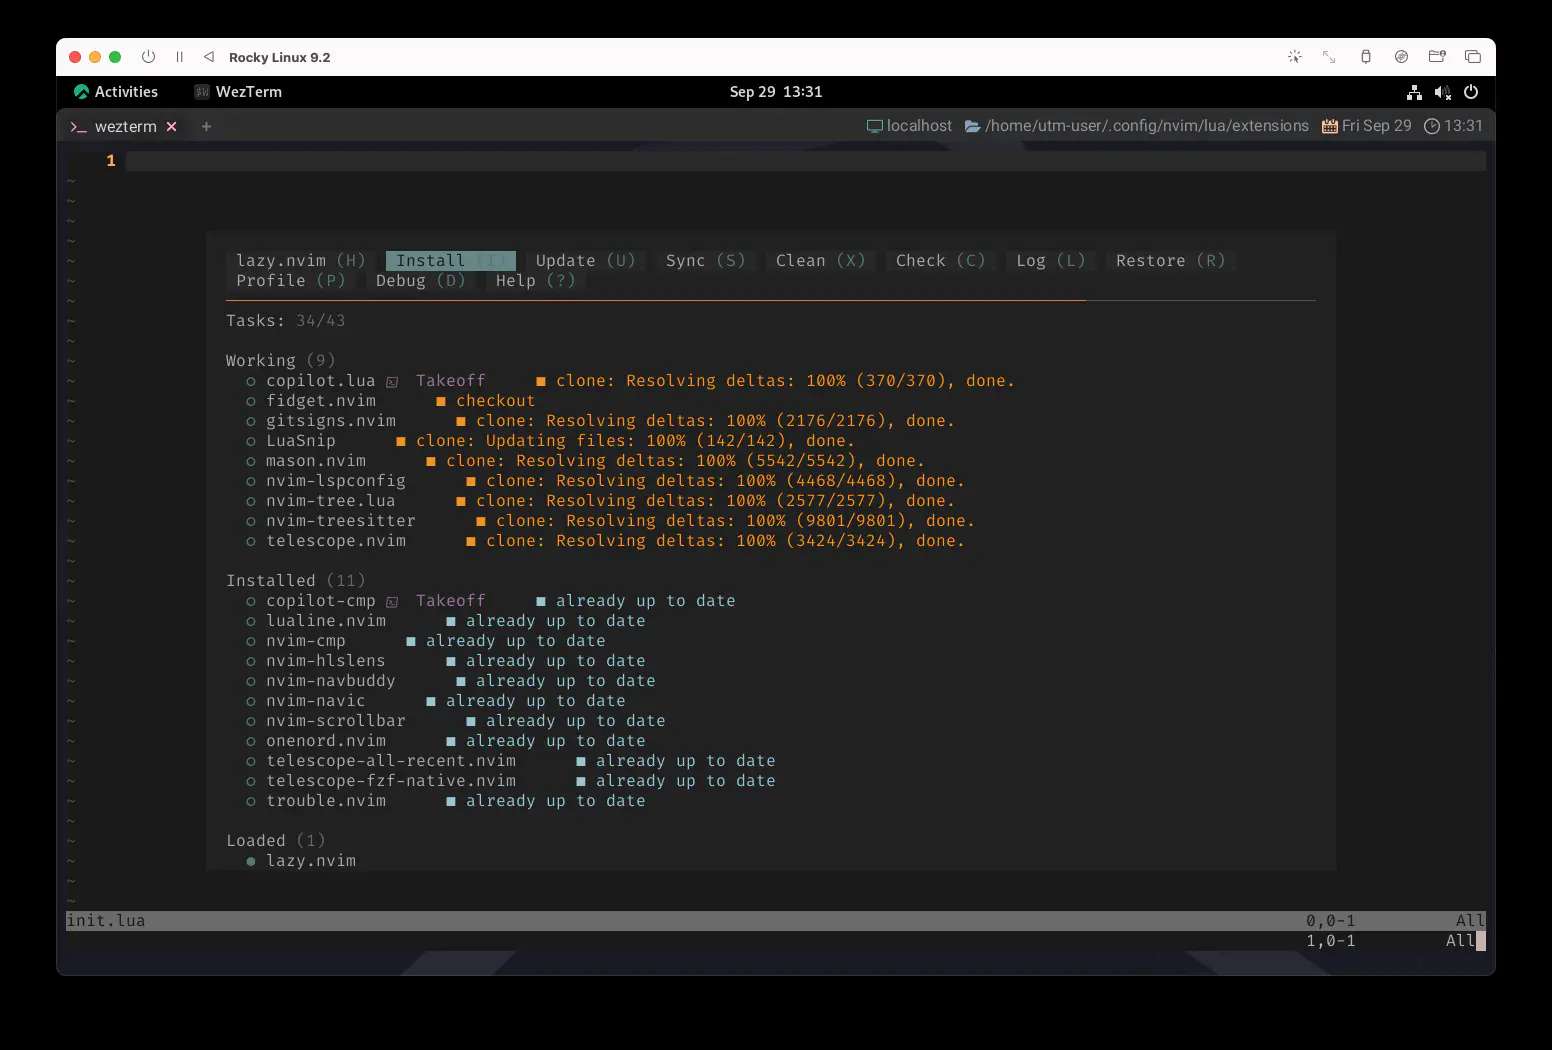 Rocky Linux 9.2
Activities WezTerm Sep 29 13:31
wezterm × + localhost /home/utm-user/.config/nvim/lua/extensions Fri Sep 29 13:31
1
~
~
~
~
lazy.nvim (H) Install (I) Update (U) Sync (S) Clean (X) Check (C) Log (L) Restore (R)
~ Profile (P) Debug (D) Help (?)
~
~ Tasks: 34/43
~
~ Working (9)
~ ○ copilot.lua Takeoff ■ clone: Resolving deltas: 100% (370/370), done.
~ ○ fidget.nvim ■ checkout
~ ○ gitsigns.nvim ■ clone: Resolving deltas: 100% (2176/2176), done.
~ ○ LuaSnip ■ clone: Updating files: 100% (142/142), done.
~ ○ mason.nvim ■ clone: Resolving deltas: 100% (5542/5542), done.
~ ○ nvim-lspconfig ■ clone: Resolving deltas: 100% (4468/4468), done.
~ ○ nvim-tree.lua ■ clone: Resolving deltas: 100% (2577/2577), done.
~ ○ nvim-treesitter ■ clone: Resolving deltas: 100% (9801/9801), done.
~ ○ telescope.nvim ■ clone: Resolving deltas: 100% (3424/3424), done.
~
~ Installed (11)
~ ○ copilot-cmp Takeoff ■ already up to date
~ ○ lualine.nvim ■ already up to date
~ ○ nvim-cmp ■ already up to date
~ ○ nvim-hlslens ■ already up to date
~ ○ nvim-navbuddy ■ already up to date
~ ○ nvim-navic ■ already up to date
~ ○ nvim-scrollbar ■ already up to date
~ ○ onenord.nvim ■ already up to date
~ ○ telescope-all-recent.nvim ■ already up to date
~ ○ telescope-fzf-native.nvim ■ already up to date
~ ○ trouble.nvim ■ already up to date
~
~ Loaded (1)
~ ● lazy.nvim
~
~
init.lua 0,0-1 All
1,0-1 All